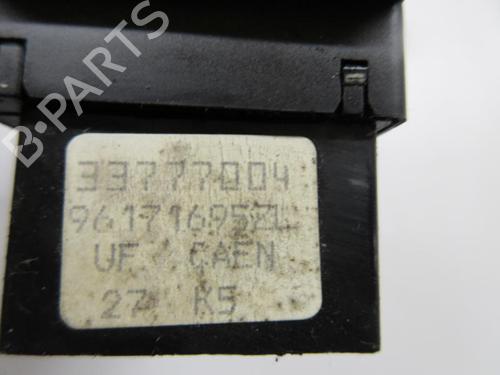 B-PARTS
33777004
96171695ZL
UF CAEN
27 K5